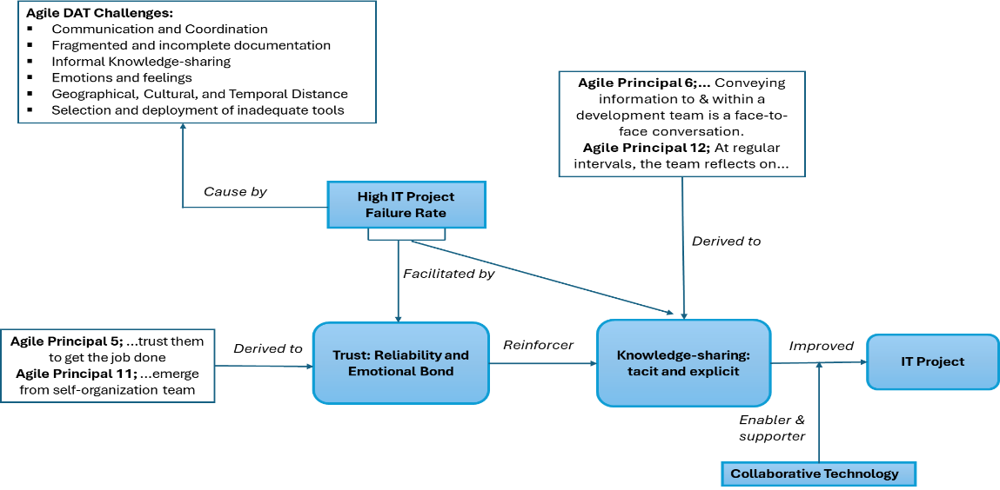 Agile DAT Challenges:
▪ Communication and Coordination
▪ Fragmented and incomplete documentation
▪ Informal Knowledge-sharing
▪ Emotions and feelings
▪ Geographical, Cultural, and Temporal Distance
▪ Selection and deployment of inadequate tools
Agile Principal 6;... Conveying
information to & within a
development team is a face-to-
face conversation.
Agile Principal 12; At regular
intervals, the team reflects on...
Cause by
High IT Project
Failure Rate
Derived to
Facilitated by
Agile Principal 5; ...trust them
to get the job done
Agile Principal 11; ...emerge
from self-organization team
Derived to
Trust: Reliability and
Emotional Bond
Reinforcer
Knowledge-sharing:
tacit and explicit
Improved
IT Project
Enabler &
supporter
Collaborative Technology